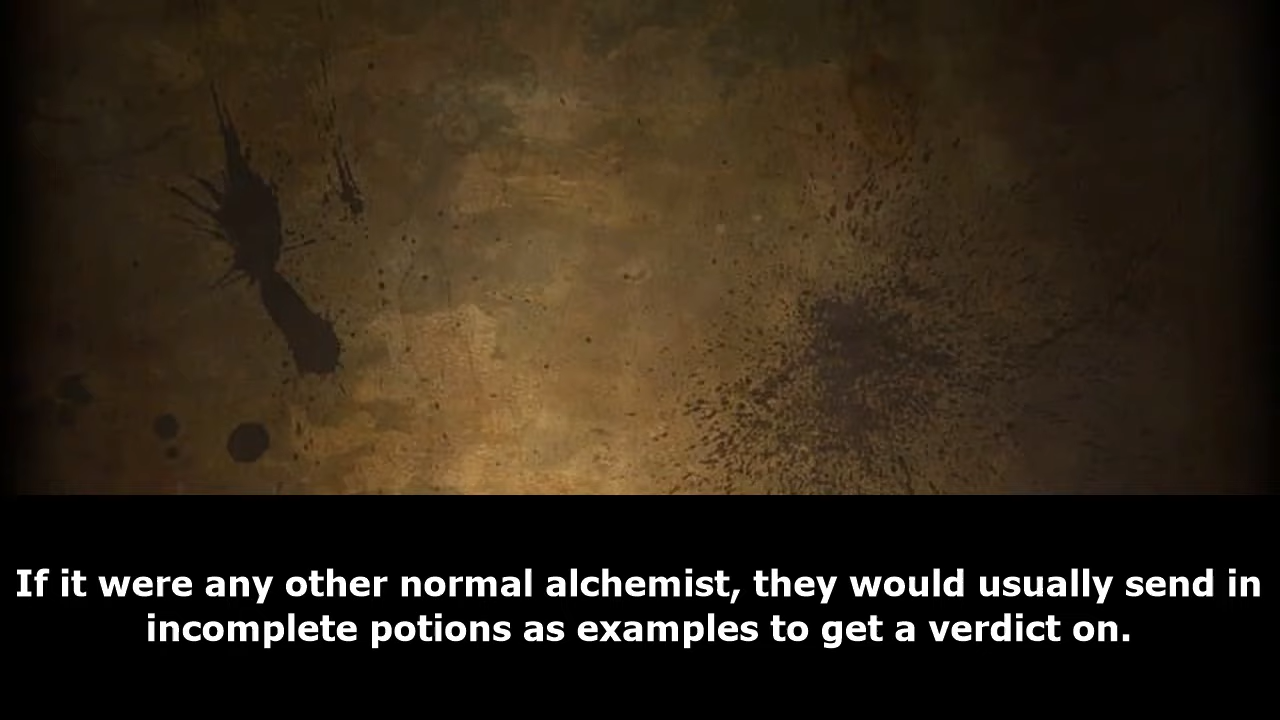 If it were any other normal alchemist, they would usually send in
incomplete potions as examples to get a verdict on.